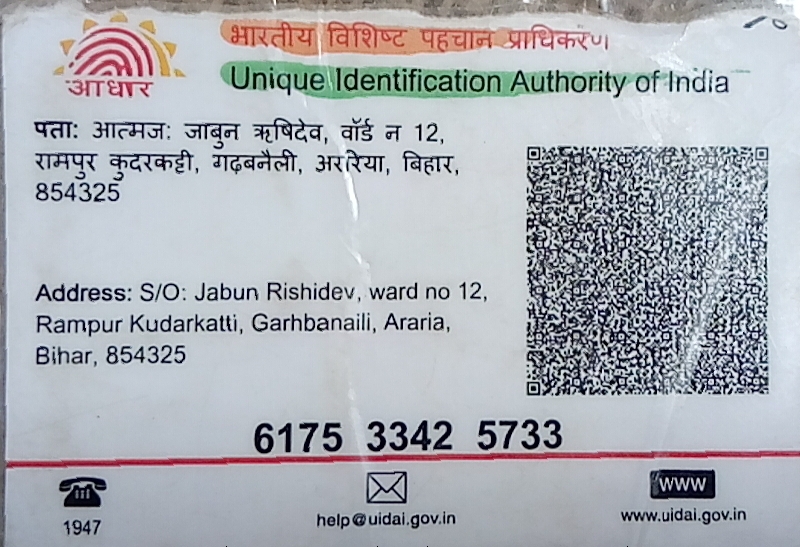 भारतीय विशिष्ट पहचान प्राधिकरण
आधार
Unique Identification Authority of India
पता: आत्मज: जाबुन ऋषिदेव, वॉर्ड न 12,
रामपुर कुदरकट्टी, गढ़बनैली, अररिया, बिहार,
854325
Address: S/O: Jabun Rishidev, ward no 12,
Rampur Kudarkatti, Garhbanaili, Araria,
Bihar, 854325
6175 3342 5733
1947
help@uidai.gov.in
WWW
www.uidai.gov.in